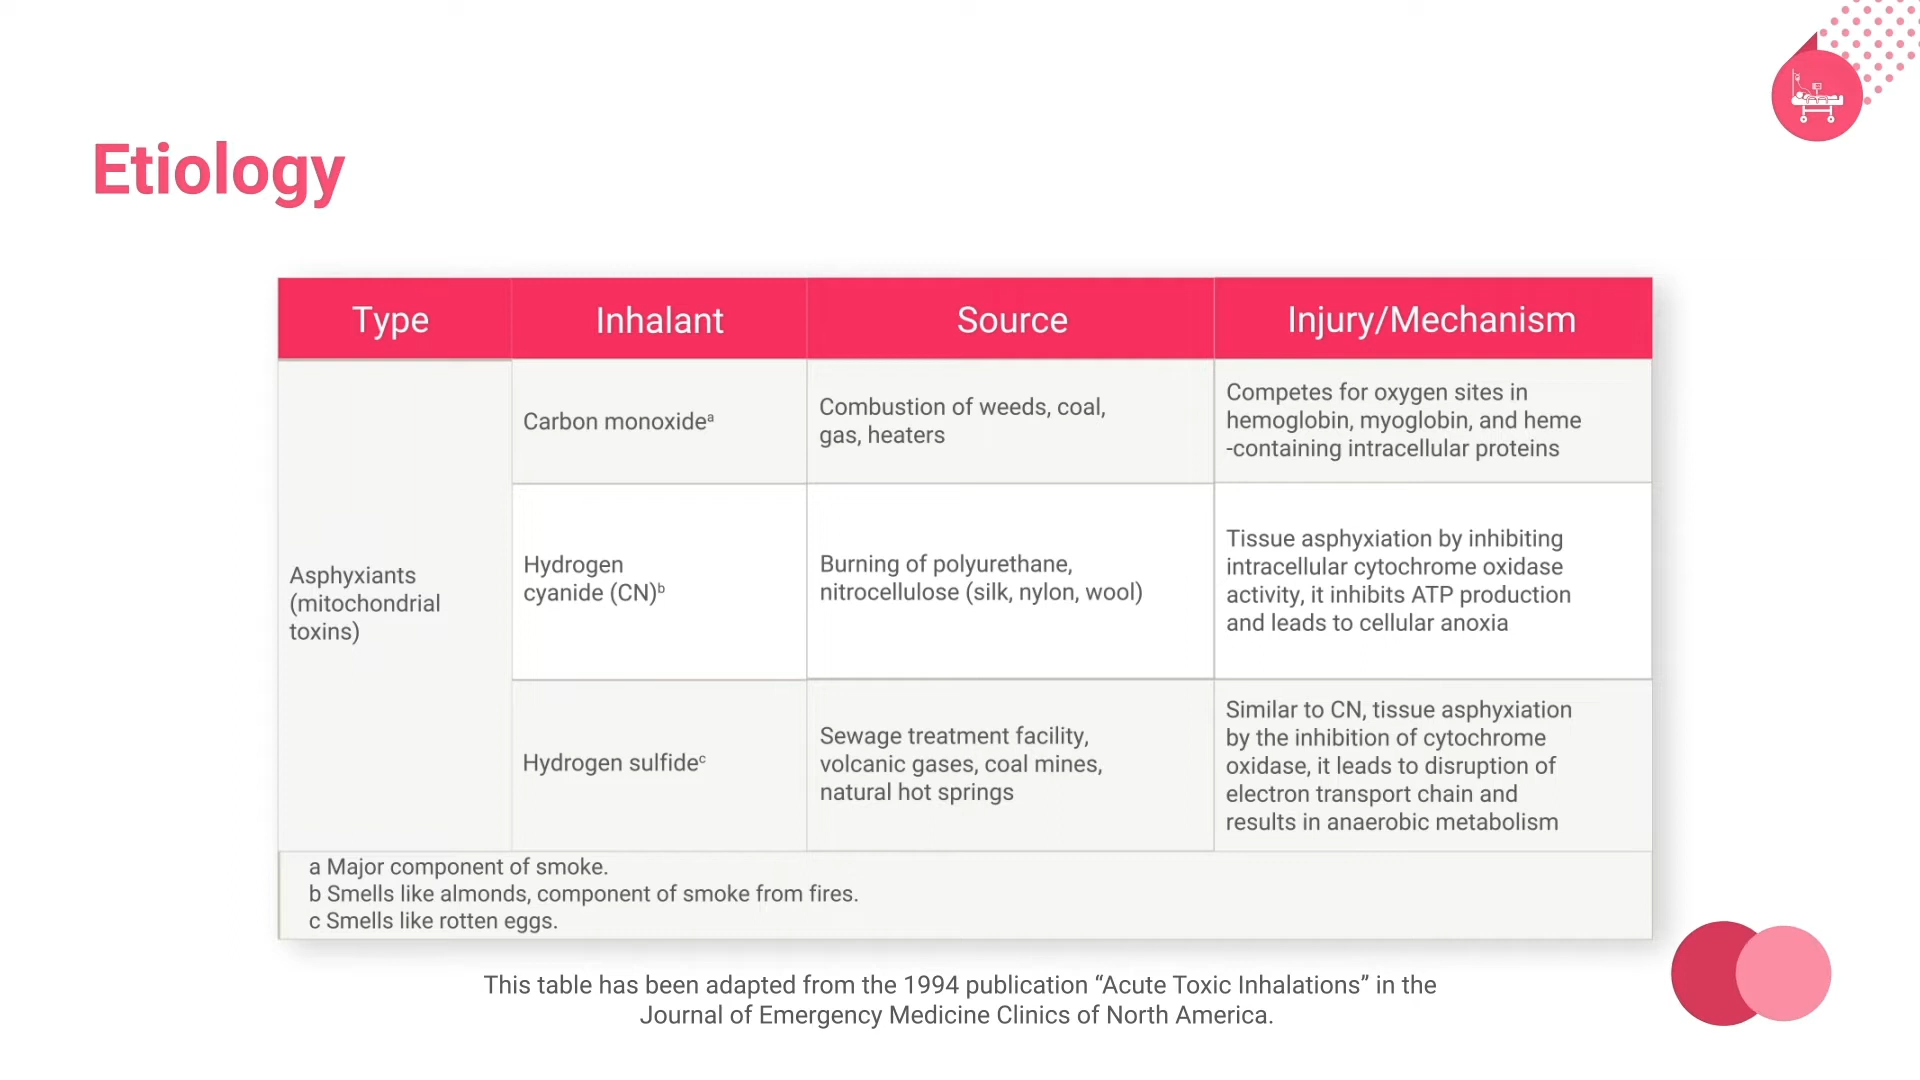 Etiology
Type
Inhalant
Source
Injury/Mechanism
Asphyxiants
(mitochondrial
toxins)
Carbon monoxideᵃ
Combustion of weeds, coal,
gas, heaters
Competes for oxygen sites in
hemoglobin, myoglobin, and heme
-containing intracellular proteins
Hydrogen
cyanide (CN)ᵇ
Burning of polyurethane,
nitrocellulose (silk, nylon, wool)
Tissue asphyxiation by inhibiting
intracellular cytochrome oxidase
activity, it inhibits ATP production
and leads to cellular anoxia
Hydrogen sulfideᶜ
Sewage treatment facility,
volcanic gases, coal mines,
natural hot springs
Similar to CN, tissue asphyxiation
by the inhibition of cytochrome
oxidase, it leads to disruption of
electron transport chain and
results in anaerobic metabolism
a Major component of smoke.
b Smells like almonds, component of smoke from fires.
c Smells like rotten eggs.
This table has been adapted from the 1994 publication “Acute Toxic Inhalations” in the
Journal of Emergency Medicine Clinics of North America.